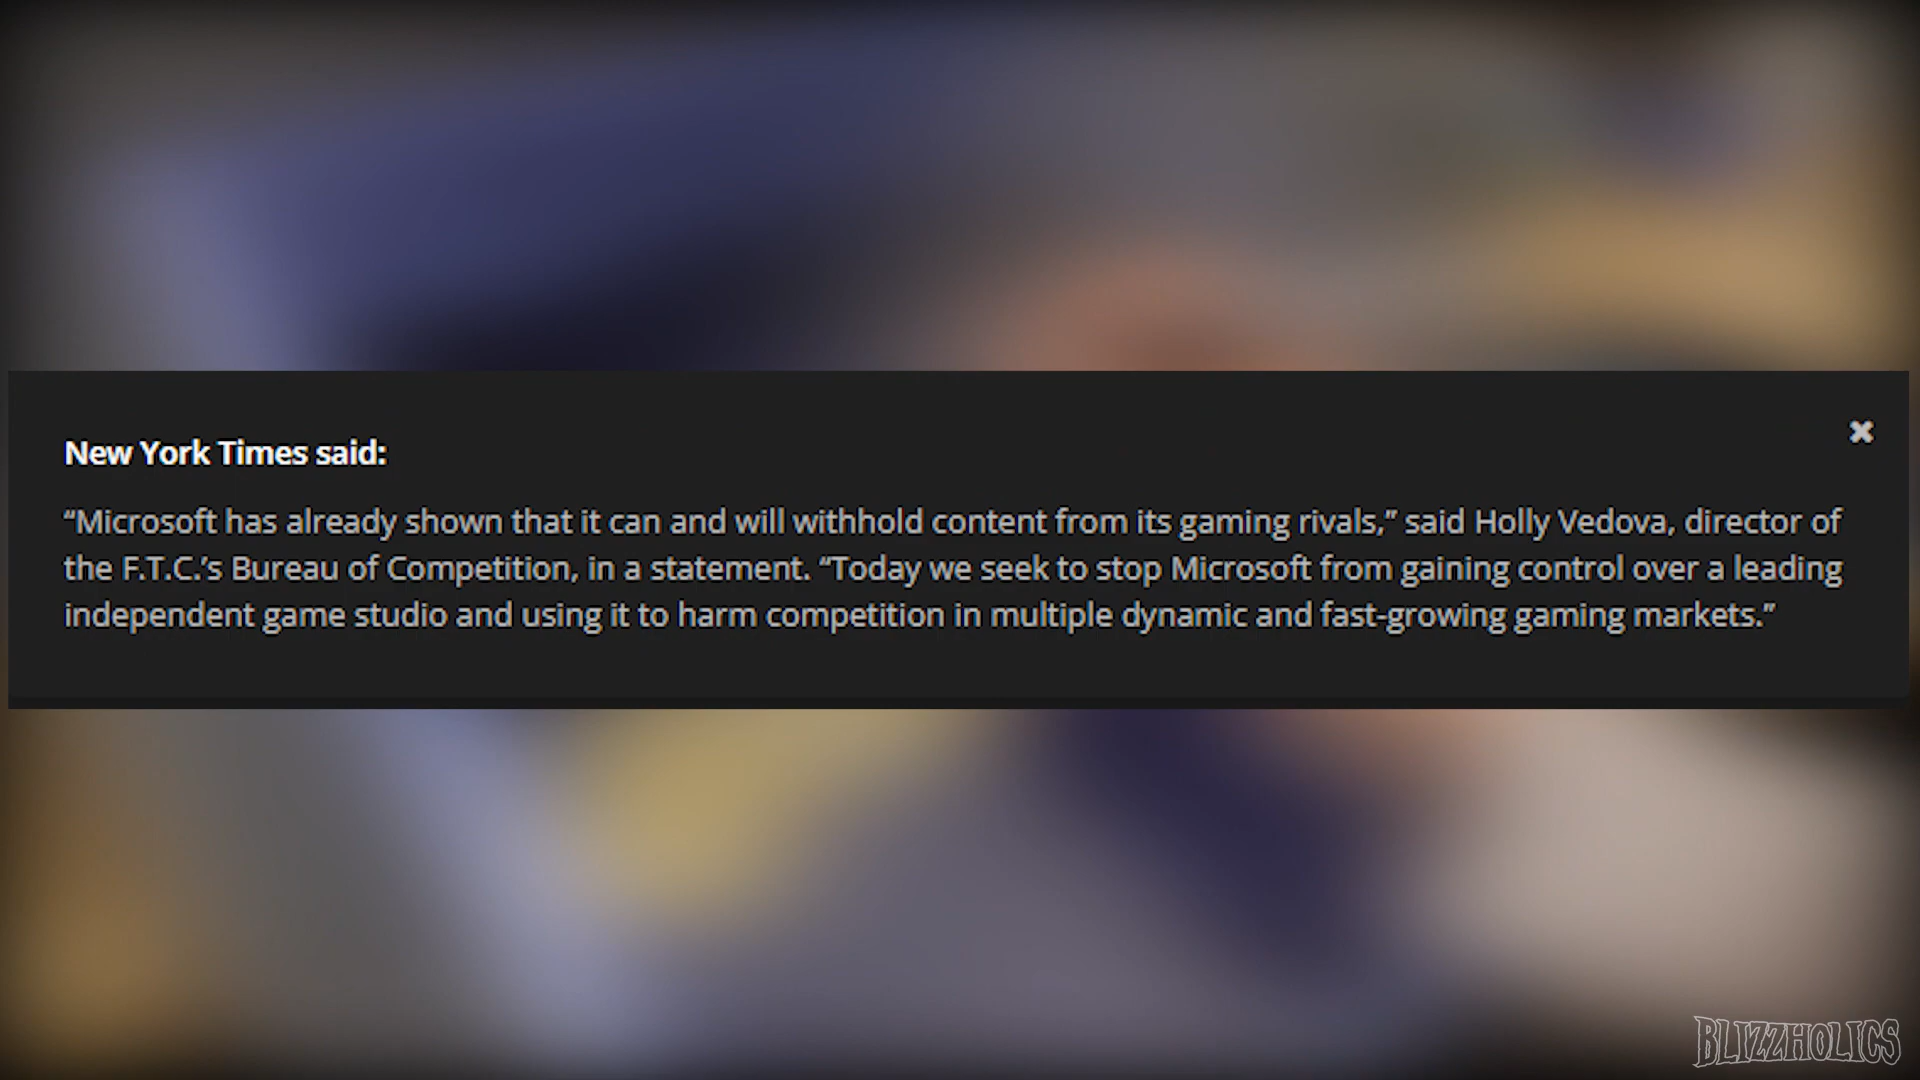 New York Times said:
“Microsoft has already shown that it can and will withhold content from its gaming rivals,” said Holly Vedova, director of
the F.T.C.’s Bureau of Competition, in a statement. “Today we seek to stop Microsoft from gaining control over a leading
independent game studio and using it to harm competition in multiple dynamic and fast-growing gaming markets.”
BLIZZHOLICS